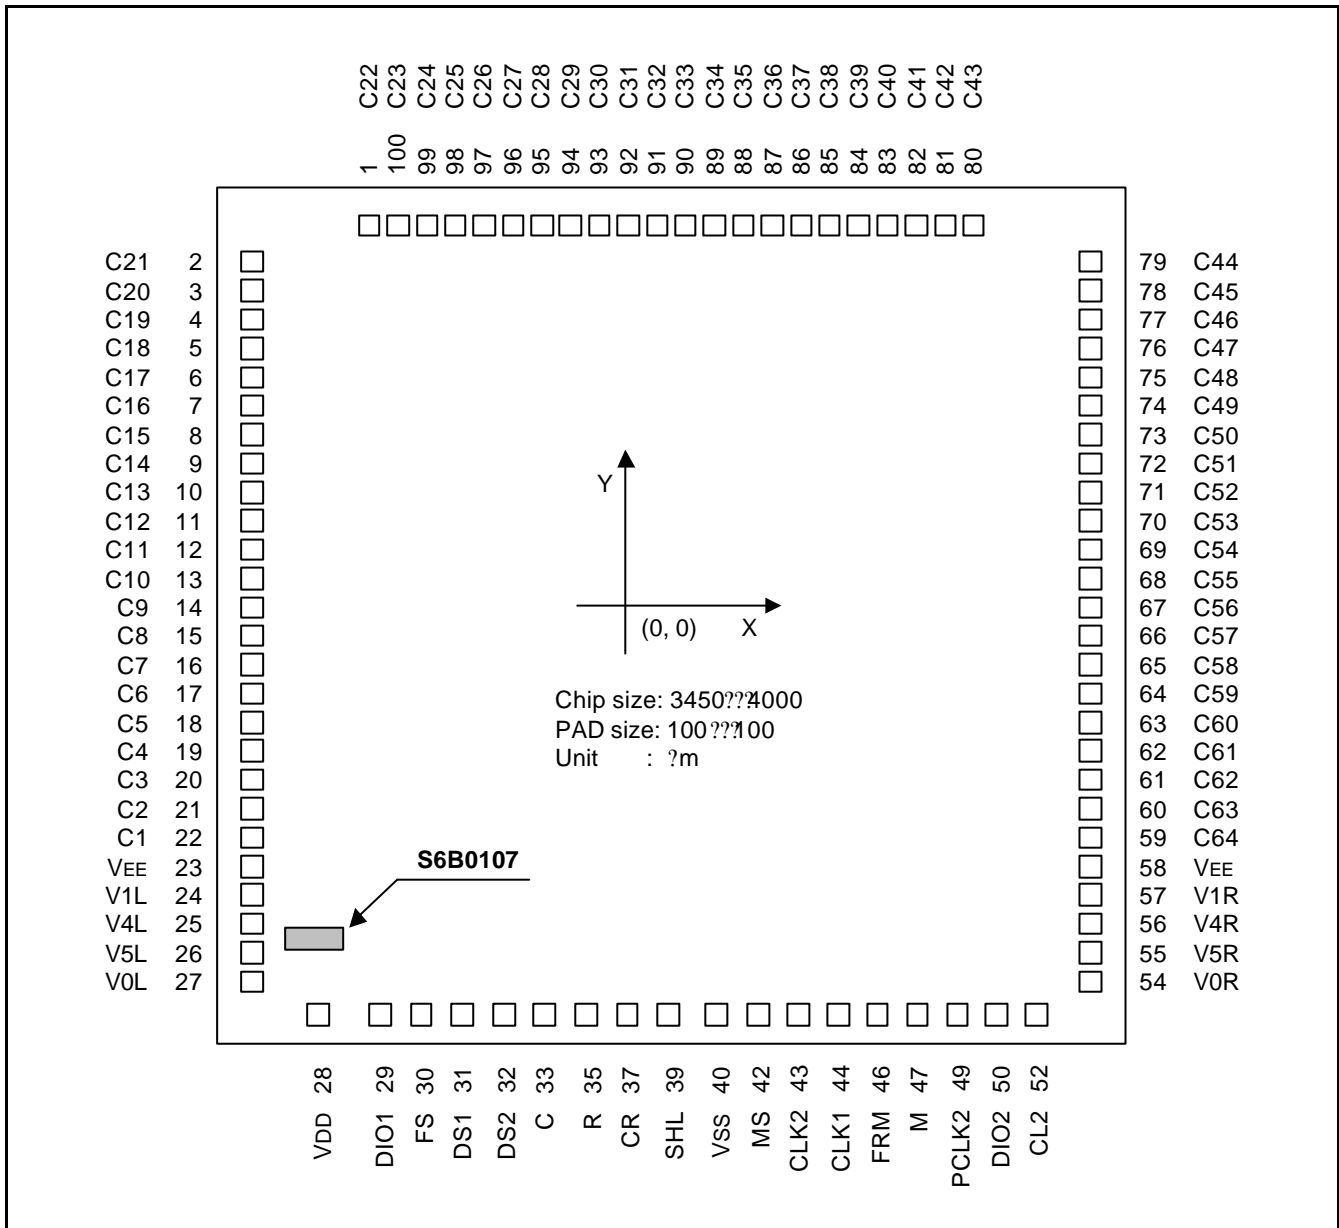 C22 C23 C24 C25 C26 C27 C28 C29 C30 C31 C32 C33 C34 C35 C36 C37 C38 C39 C40 C41 C42 C43
1 100 99 98 97 96 95 94 93 92 91 90 89 88 87 86 85 84 83 82 81 80
C21 2 79 C44
C20 3 78 C45
C19 4 77 C46
C18 5 76 C47
C17 6 75 C48
C16 7 74 C49
C15 8 73 C50
C14 9 72 C51
Y
C13 10 71 C52
C12 11 70 C53
C11 12 69 C54
C10 13 68 C55
C9 14 67 C56
(0, 0) X
C8 15 66 C57
C7 16 65 C58
C6 17 64 C59
Chip size: 3450???4000
C5 18 63 C60
PAD size: 100???100
C4 19 62 C61
Unit : ?m
C3 20 61 C62
C2 21 60 C63
C1 22 59 C64
VEE 23 S6B0107 58 VEE
V1L 24 57 V1R
V4L 25 56 V4R
V5L 26 55 V5R
V0L 27 54 V0R
28 29 30 31 32 33 35 37 39 40 42 43 44 46 47 49 50 52
VDD DIO1 FS DS1 DS2 C R CR SHL VSS MS CLK2 CLK1 FRM M PCLK2 DIO2 CL2